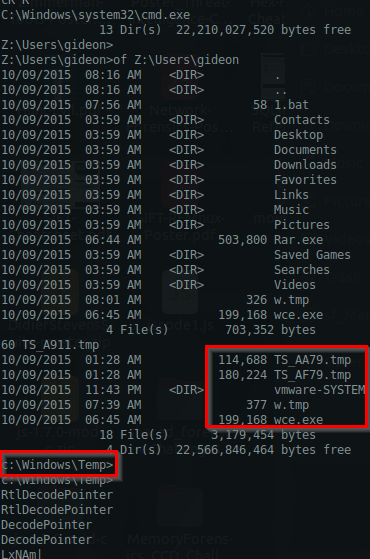 C:\Windows\system32\cmd.exe
13 Dir(s) 22,210,027,520 bytes free
Z:\Users\gideon>
Z:\Users\gideon>of Z:\Users\gideon
10/09/2015 08:16 AM <DIR> .
10/09/2015 08:16 AM <DIR> ..
10/09/2015 07:56 AM 58 1.bat
10/09/2015 03:59 AM <DIR> Contacts
10/09/2015 03:59 AM <DIR> Desktop
10/09/2015 03:59 AM <DIR> Documents
10/09/2015 03:59 AM <DIR> Downloads
10/09/2015 03:59 AM <DIR> Favorites
10/09/2015 03:59 AM <DIR> Links
10/09/2015 03:59 AM <DIR> Music
10/09/2015 03:59 AM <DIR> Pictures
10/09/2015 06:44 AM 503,800 Rar.exe
10/09/2015 03:59 AM <DIR> Saved Games
10/09/2015 03:59 AM <DIR> Searches
10/09/2015 03:59 AM <DIR> Videos
10/09/2015 08:01 AM 326 w.tmp
10/09/2015 06:45 AM 199,168 wce.exe
4 File(s) 703,352 bytes
60 TS_A911.tmp
10/09/2015 01:28 AM 114,688 TS_AA79.tmp
10/09/2015 01:28 AM 180,224 TS_AF79.tmp
10/08/2015 11:43 PM <DIR> vmware-SYSTEM
10/09/2015 07:39 AM 377 w.tmp
10/09/2015 06:45 AM 199,168 wce.exe
18 File(s) 3,179,454 bytes
4 Dir(s) 22,566,846,464 bytes free
c:\Windows\Temp>
c:\Windows\Temp>
RtlDecodePointer
RtlDecodePointer
DecodePointer
DecodePointer
LxNAm|